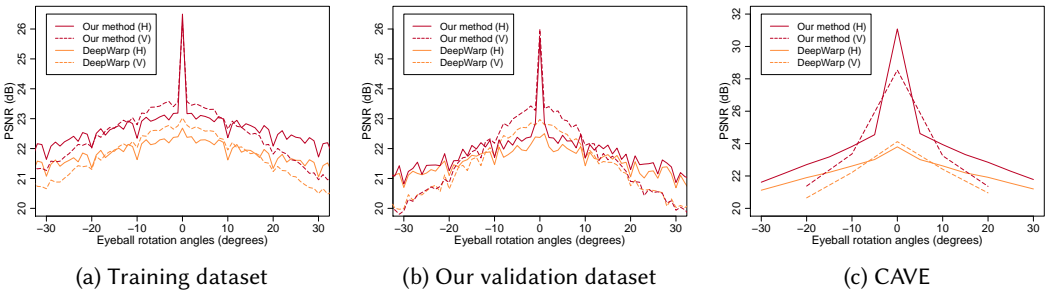 PSNR (dB)
20 21 22 23 24 25 26
Our method (H)
Our method (V)
DeepWarp (H)
DeepWarp (V)
−30 −20 −10 0 10 20 30
Eyeball rotation angles (degrees)
(a) Training dataset
PSNR (dB)
20 21 22 23 24 25 26
Our method (H)
Our method (V)
DeepWarp (H)
DeepWarp (V)
−30 −20 −10 0 10 20 30
Eyeball rotation angles (degrees)
(b) Our validation dataset
PSNR (dB)
20 22 24 26 28 30 32
Our method (H)
Our method (V)
DeepWarp (H)
DeepWarp (V)
−30 −20 −10 0 10 20 30
Eyeball rotation angles (degrees)
(c) CAVE